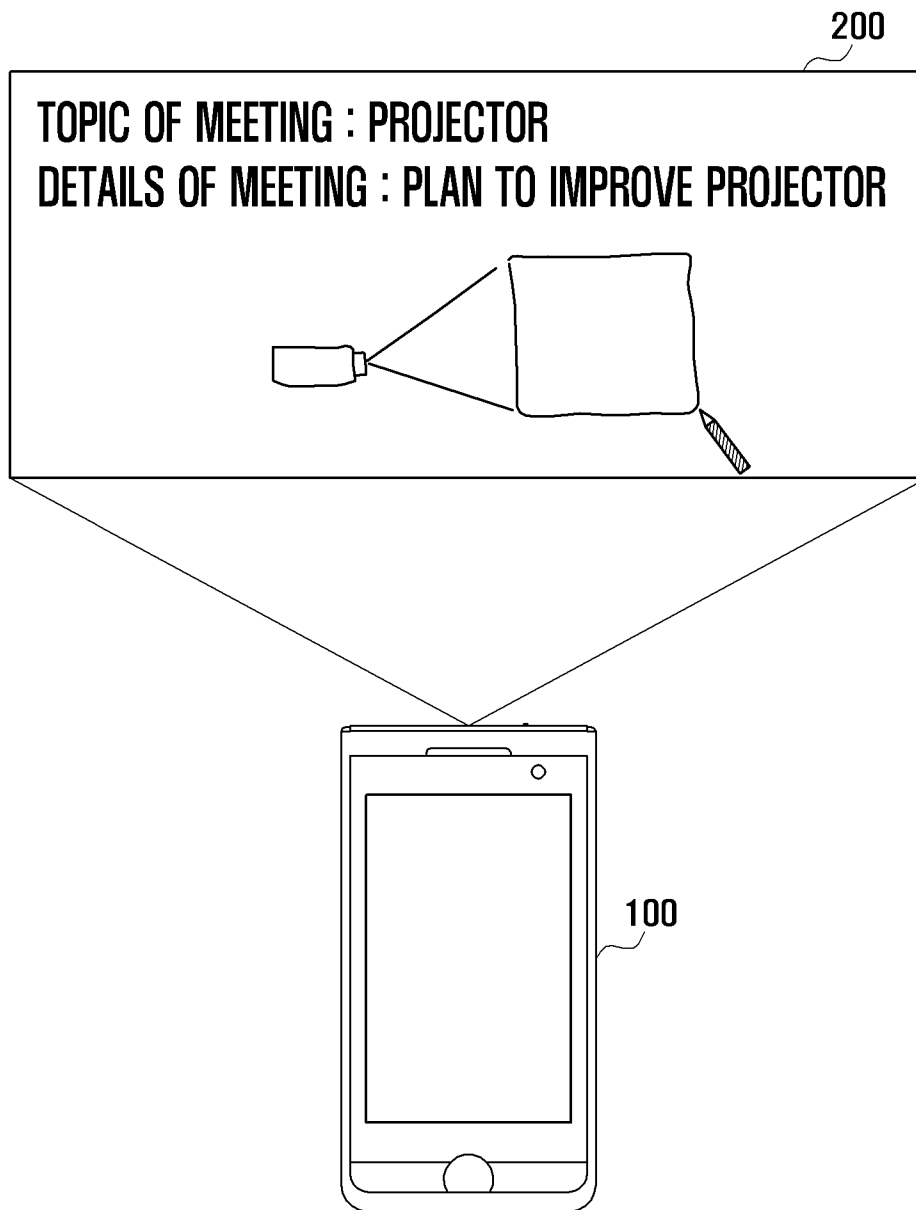 200
TOPIC OF MEETING : PROJECTOR
DETAILS OF MEETING : PLAN TO IMPROVE PROJECTOR
100